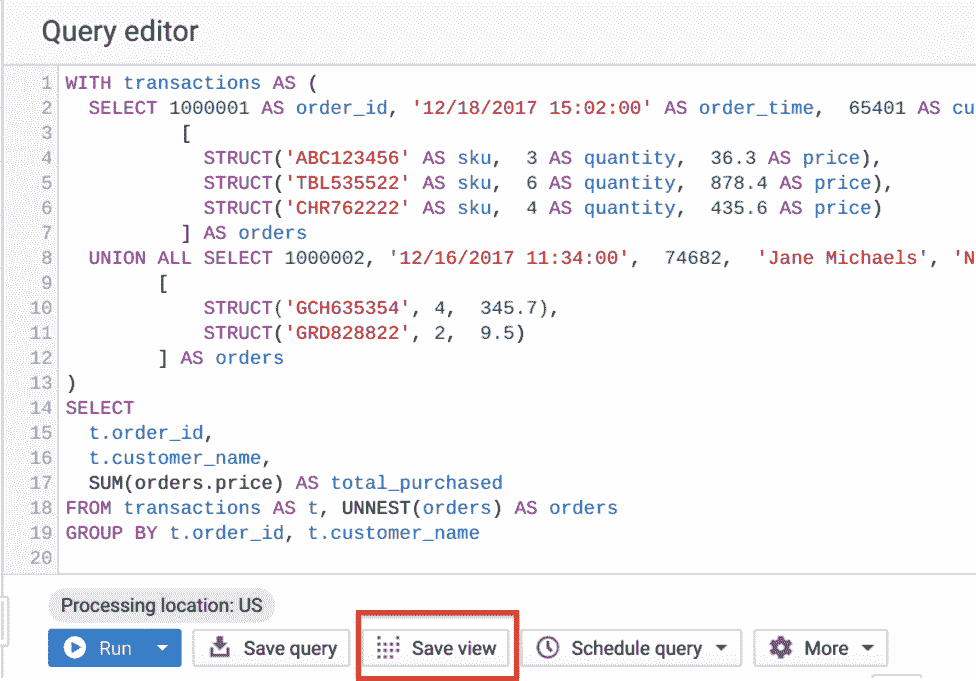 Query editor
1 WITH transactions AS (
2 SELECT 1000001 AS order_id, '12/18/2017 15:02:00' AS order_time, 65401 AS cu
3 [
4 STRUCT('ABC123456' AS sku, 3 AS quantity, 36.3 AS price),
5 STRUCT('TBL535522' AS sku, 6 AS quantity, 878.4 AS price),
6 STRUCT('CHR762222' AS sku, 4 AS quantity, 435.6 AS price)
7 ] AS orders
8 UNION ALL SELECT 1000002, '12/16/2017 11:34:00', 74682, 'Jane Michaels', 'N
9 [
10 STRUCT('GCH635354', 4, 345.7),
11 STRUCT('GRD828822', 2, 9.5)
12 ] AS orders
13 )
14 SELECT
15 t.order_id,
16 t.customer_name,
17 SUM(orders.price) AS total_purchased
18 FROM transactions AS t, UNNEST(orders) AS orders
19 GROUP BY t.order_id, t.customer_name
20
Processing location: US
Run Save query Save view Schedule query More